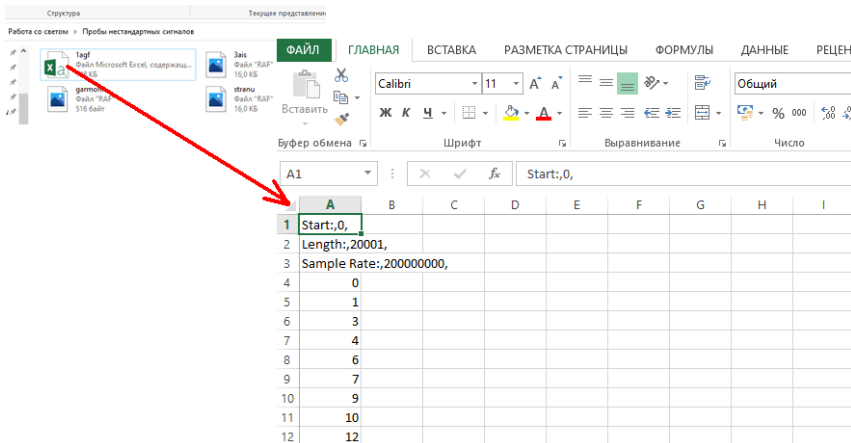 Структура
Текущее представление
Работа со светом › Пробы нестандартных сигналов
1agf
Файл Microsoft Excel, содержащ...
КБ
garmon
Файл "RAF"
516 байт
3ais
Файл "RAF"
16,0 КБ
stranu
Файл "RAF"
16,0 КБ
ФАЙЛ ГЛАВНАЯ ВСТАВКА РАЗМЕТКА СТРАНИЦЫ ФОРМУЛЫ ДАННЫЕ РЕЦЕН
Calibri 11 Общий
Вставить
Ж К Ч % 000
Буфер обмена Шрифт Выравнивание Число
A1 fx Start:,0,
A B C D E F G H I
1 Start:,0,
2 Length:,20001,
3 Sample Rate:,200000000,
4 0
5 1
6 3
7 4
8 6
9 7
10 9
11 10
12 12